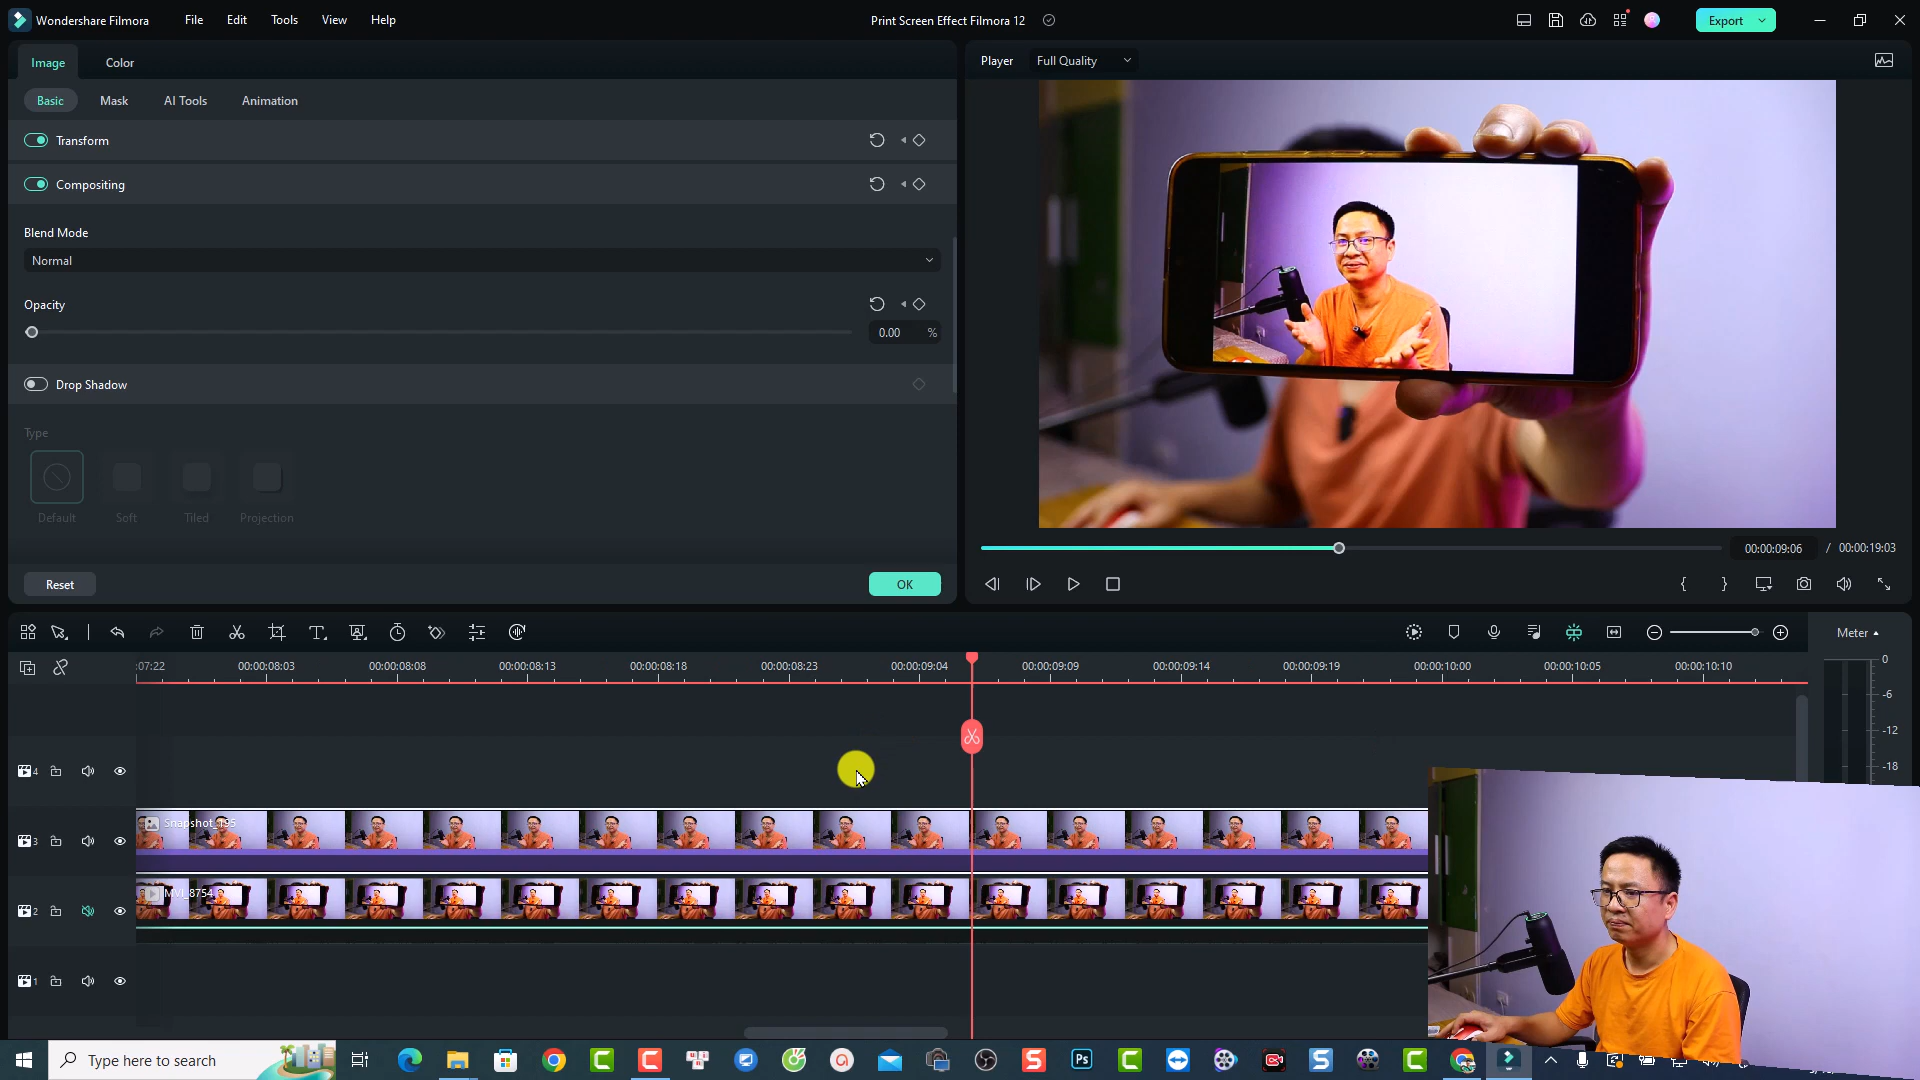 Wondershare Filmora File Edit Tools View Help Print Screen Effect Filmora 12 Export
Image Color
Player Full Quality
Basic Mask AI Tools Animation
Transform
Compositing
Blend Mode
Normal
Opacity
0.00 %
Drop Shadow
Type
Default Soft Tiled Projection
00:00:09:06 / 00:00:19:03
Reset OK
Meter
:07:22 00:00:08:03 00:00:08:08 00:00:08:13 00:00:08:18 00:00:08:23 00:00:09:04 00:00:09:09 00:00:09:14 00:00:09:19 00:00:10:00 00:00:10:05 00:00:10:10
0
-6
-12
-18
4
Snapshot_195
3
MVI_8754
2
1
Type here to search